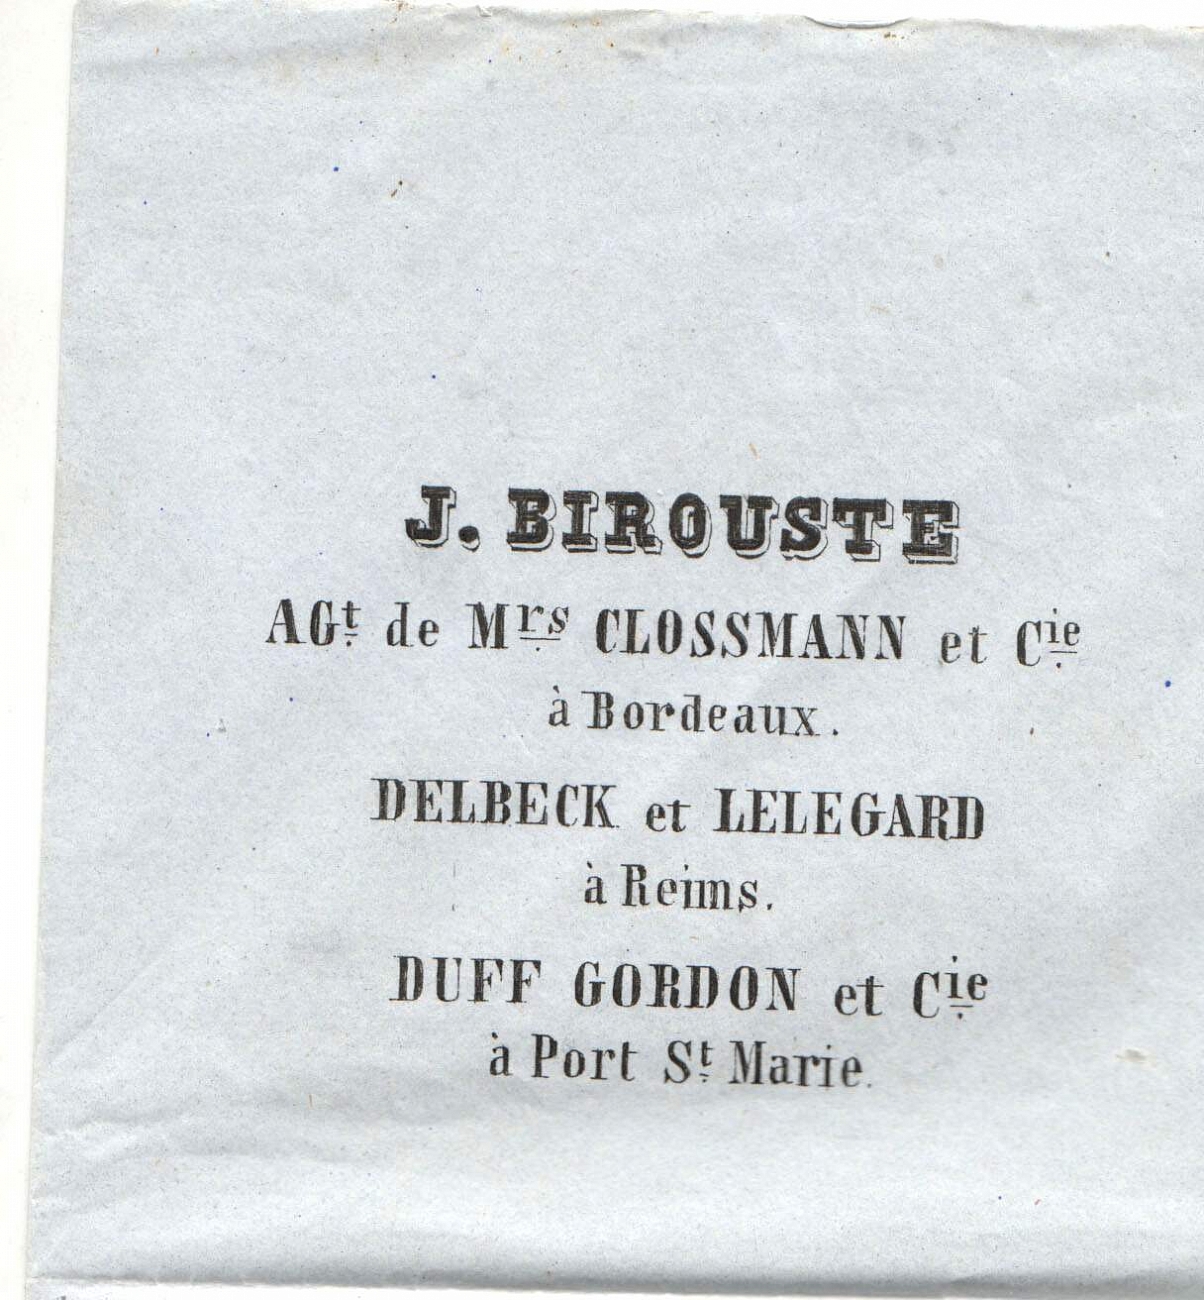 J. BIROUSTE
AGt de Mrs CLOSSMANN et Cie
à Bordeaux.
DELBECK et LELEGARD
à Reims.
DUFF GORDON et Cie
à Port St Marie.